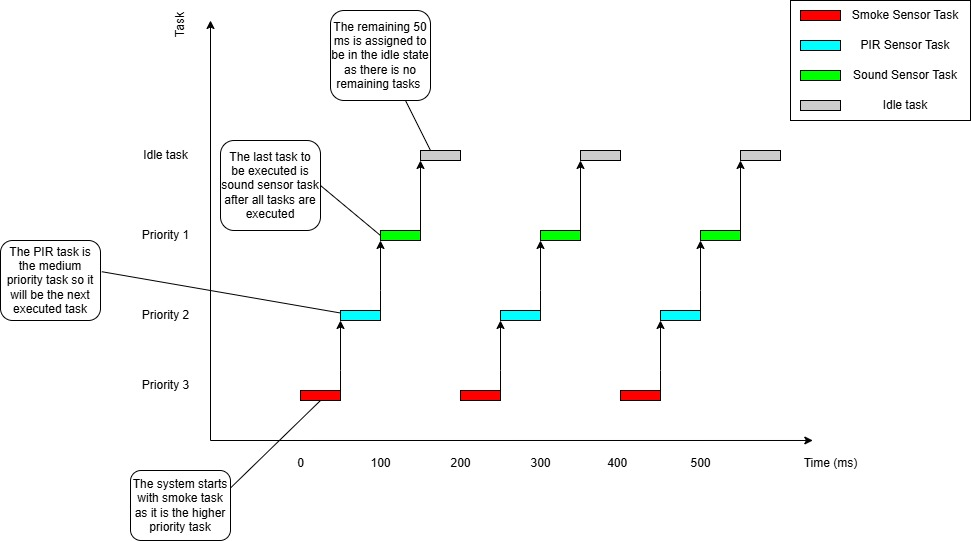 Task
The remaining 50
ms is assigned to
be in the idle state
as there is no
remaining tasks
Smoke Sensor Task
PIR Sensor Task
Sound Sensor Task
Idle task
Idle task
The last task to
be executed is
sound sensor task
after all tasks are
executed
Priority 1
The PIR task is
the medium
priority task so it
will be the next
executed task
Priority 2
Priority 3
0
100
200
300
400
500
Time (ms)
The system starts
with smoke task
as it is the higher
priority task